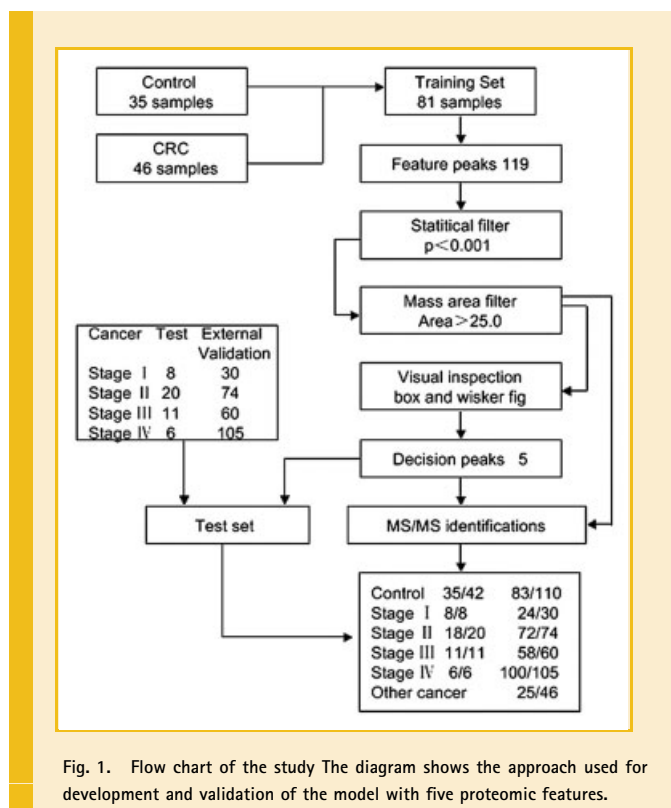 Control
35 samples
Training Set
81 samples
CRC
46 samples
Feature peaks 119
Statitical filter
p<0.001
Mass area filter
Area>25.0
Cancer Test External
Validation
Stage I 8 30
Stage II 20 74
Stage III 11 60
Stage IV 6 105
Visual inspection
box and wisker fig
Decision peaks 5
Test set
MS/MS identifications
Control 35/42 83/110
Stage I 8/8 24/30
Stage II 18/20 72/74
Stage III 11/11 58/60
Stage IV 6/6 100/105
Other cancer 25/46
Fig. 1. Flow chart of the study The diagram shows the approach used for
development and validation of the model with five proteomic features.